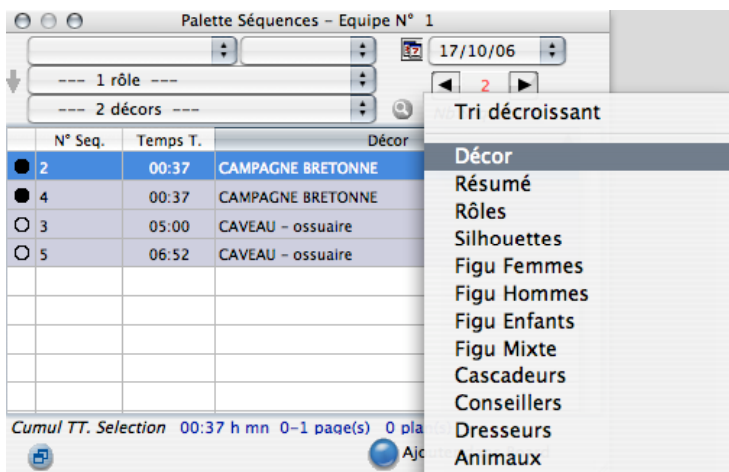 Palette Séquences – Equipe N° 1
17/10/06
--- 1 rôle ---
2
--- 2 décors ---
N° Seq. Temps T. Décor
2 00:37 CAMPAGNE BRETONNE
4 00:37 CAMPAGNE BRETONNE
3 05:00 CAVEAU – ossuaire
5 06:52 CAVEAU – ossuaire
Cumul TT. Selection 00:37 h mn 0–1 page(s) 0
Tri décroissant
Décor
Résumé
Rôles
Silhouettes
Figu Femmes
Figu Hommes
Figu Enfants
Figu Mixte
Cascadeurs
Conseillers
Dresseurs
Animaux